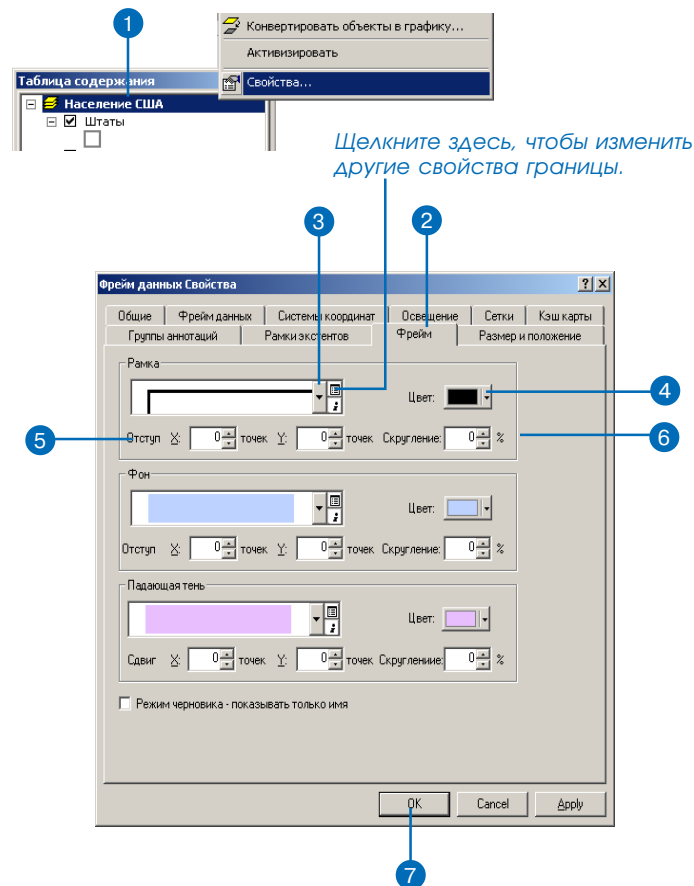 1
Конвертировать объекты в графику...
Активизировать
Свойства...
Таблица содержания
Население США
Штаты
Щелкните здесь, чтобы изменить
другие свойства границы.
3
2
Фрейм данных Свойства
Общие Фрейм данных Системы координат Освещение Сетки Кэш карты
Группы аннотаций Рамки экстентов Фрейм Размер и положение
Рамка
Цвет:
4
5
Отступ X: 0 точек Y: 0 точек Скругление: 0 %
6
Фон
Цвет:
Отступ X: 0 точек Y: 0 точек Скругление: 0 %
Падающая тень
Цвет:
Сдвиг X: 0 точек Y: 0 точек Скругление: 0 %
Режим черновика - показывать только имя
OK Cancel Apply
7